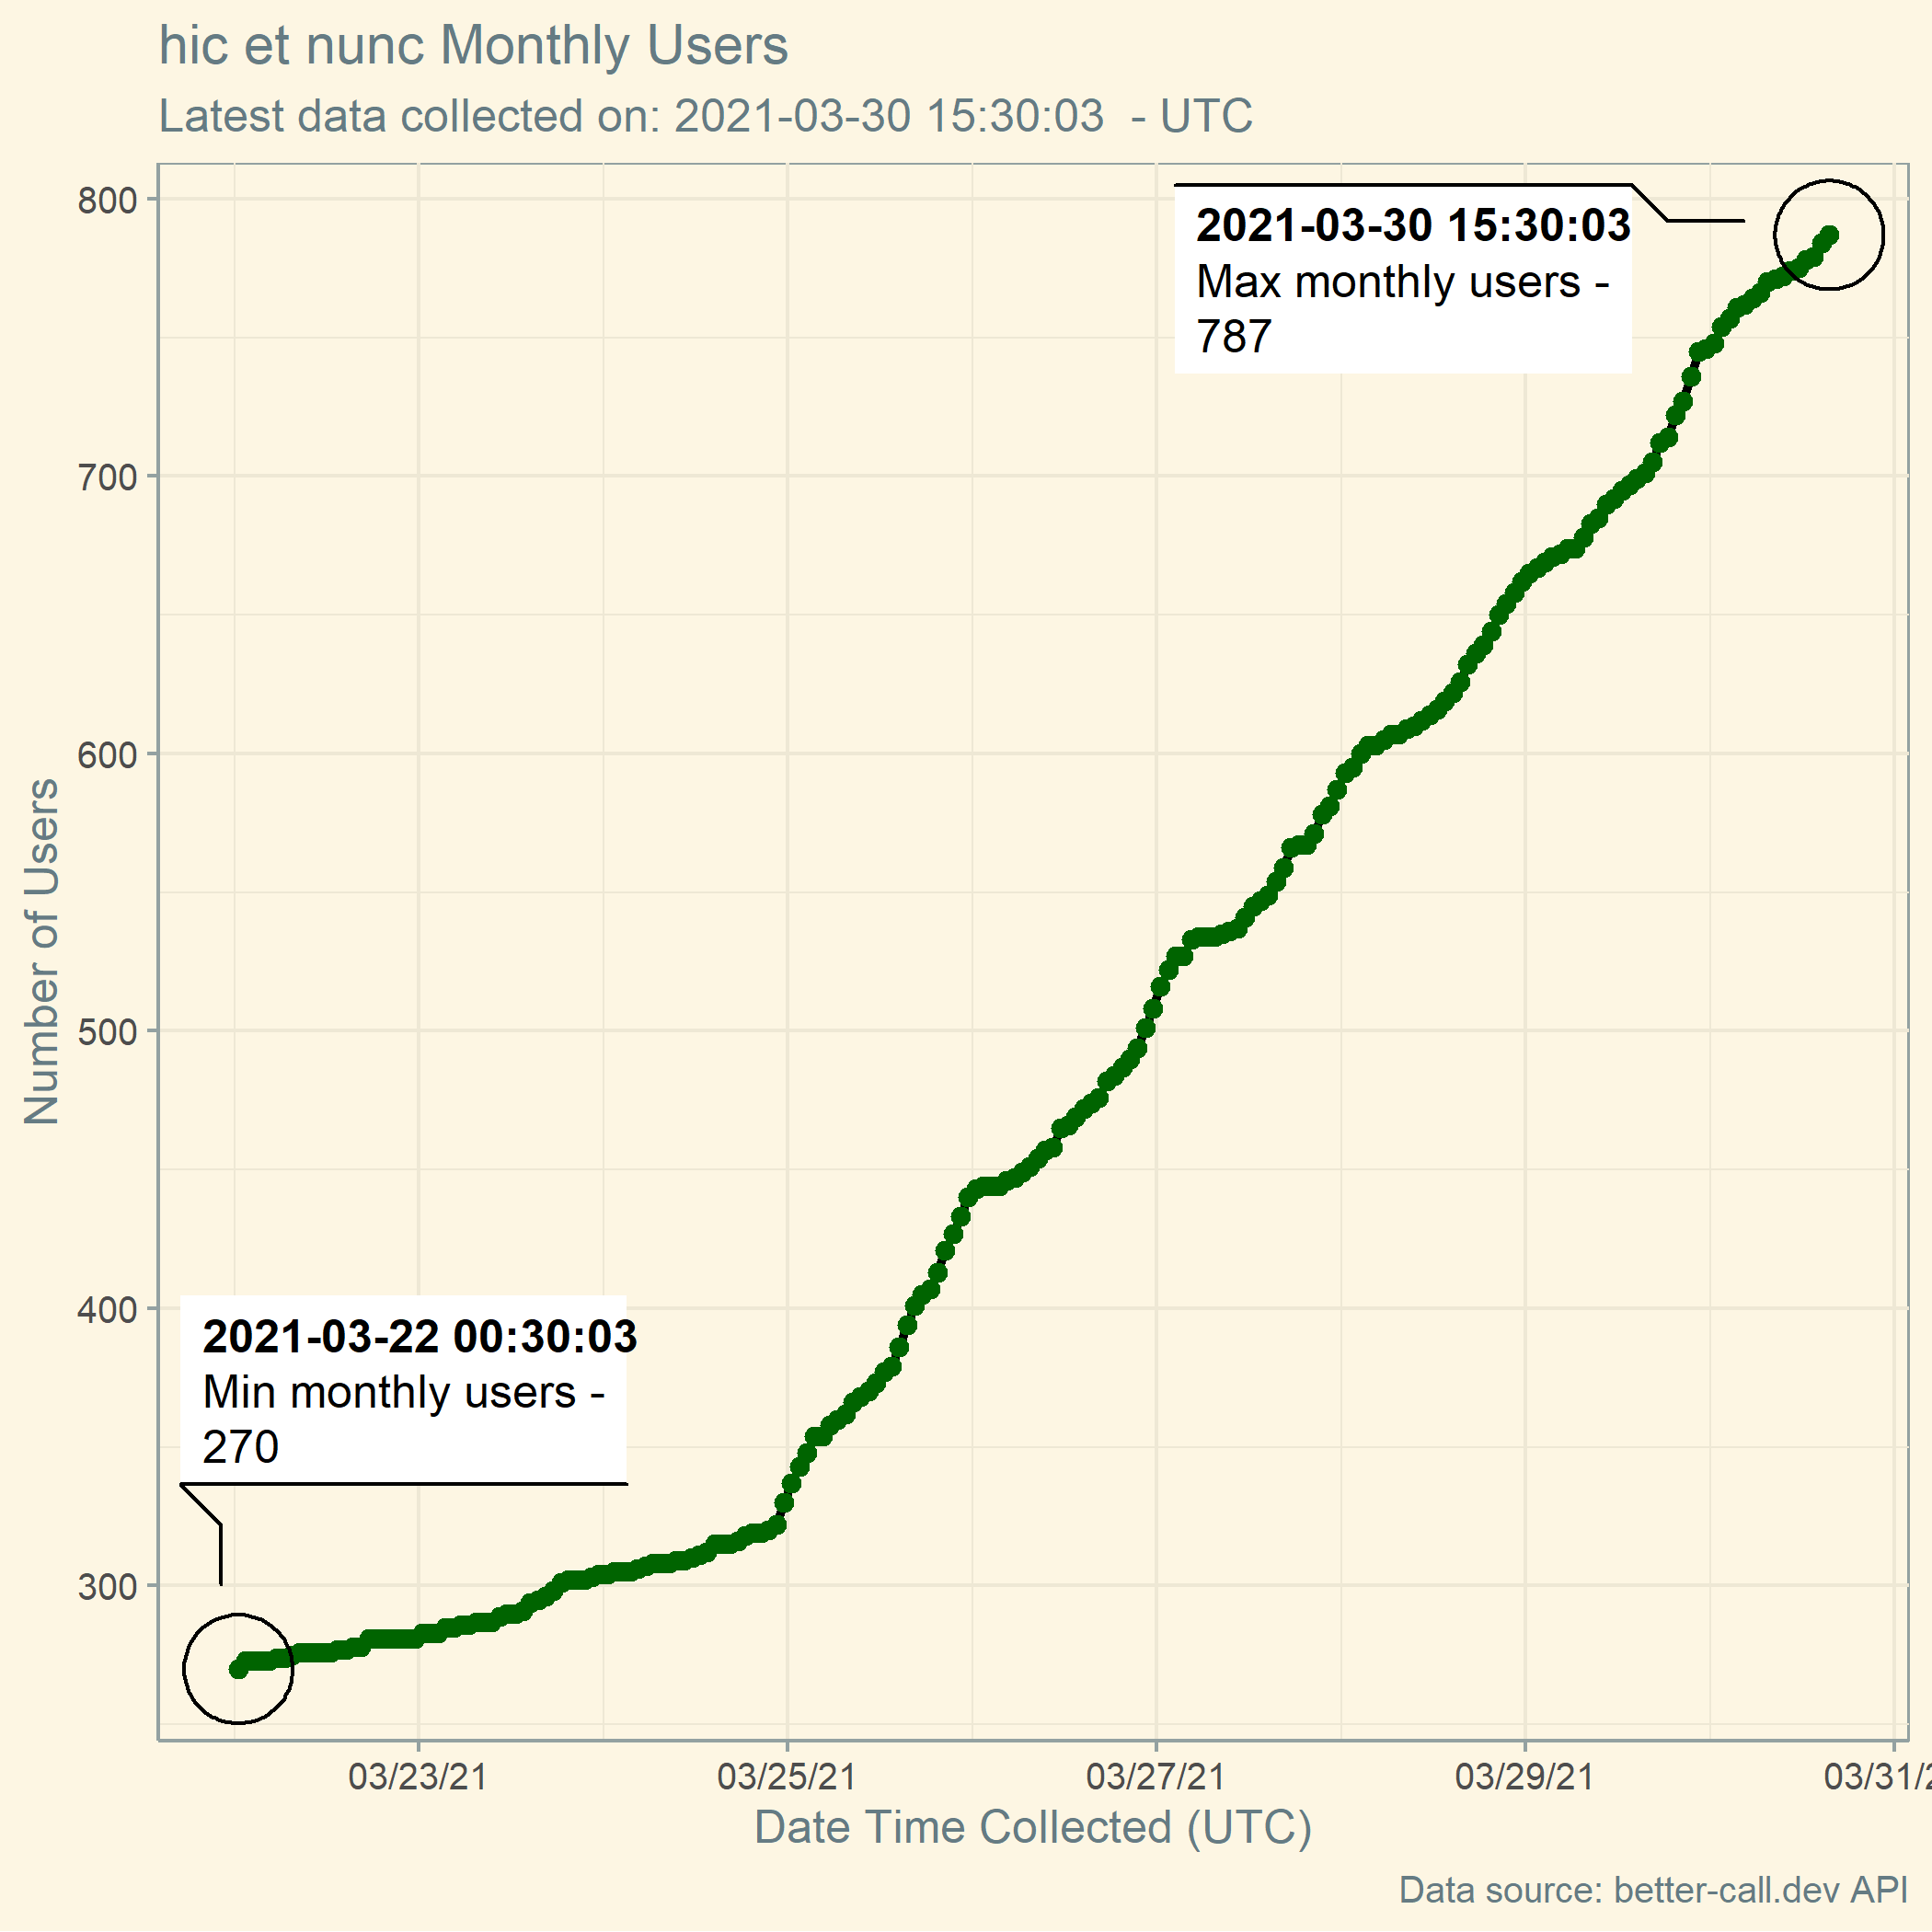 hic et nunc Monthly Users
Latest data collected on: 2021-03-30 15:30:03  - UTC
800
700
600
500
400
300
Number of Users
2021-03-30 15:30:03
Max monthly users -
787
2021-03-22 00:30:03
Min monthly users -
270
03/23/21
03/25/21
03/27/21
03/29/21
03/31/2
Date Time Collected (UTC)
Data source: better-call.dev API